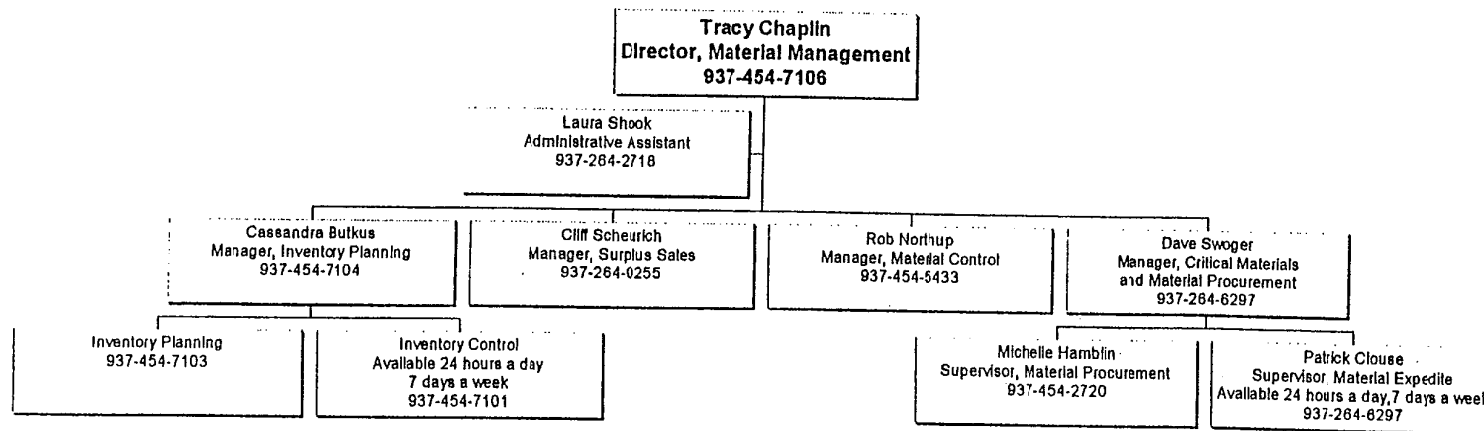 Tracy Chaplin
Director, Material Management
937-454-7106
Laura Shook
Administrative Assistant
937-264-2718
Cassandra Butkus
Manager, Inventory Planning
937-454-7104
Cliff Scheurich
Manager, Surplus Sales
937-264-0255
Rob Northup
Manager, Material Control
937-454-5433
Dave Swoger
Manager, Critical Materials
and Material Procurement
937-264-6297
Inventory Planning
937-454-7103
Inventory Control
Available 24 hours a day
7 days a week
937-454-7101
Michelle Hamblin
Supervisor, Material Procurement
937-454-2720
Patrick Clouse
Supervisor, Material Expedite
Available 24 hours a day, 7 days a week
937-264-6297